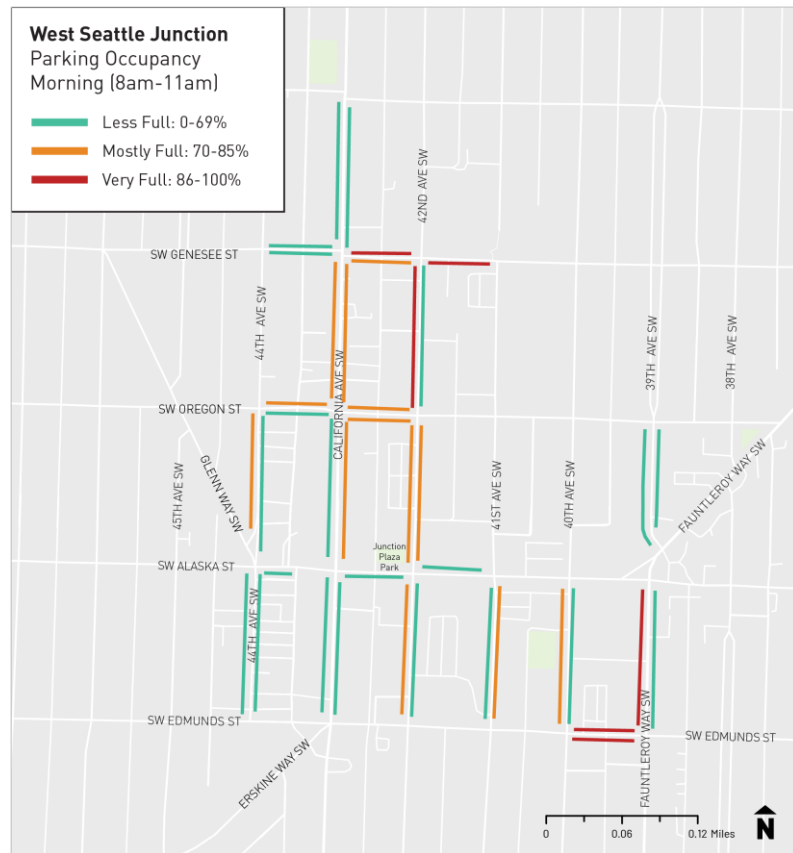 West Seattle Junction
Parking Occupancy
Morning (8am-11am)
Less Full: 0-69%
Mostly Full: 70-85%
Very Full: 86-100%
42ND AVE SW
SW GENESEE ST
44TH AVE SW
39TH AVE SW
38TH AVE SW
CALIFORNIA AVE SW
SW OREGON ST
GLENN WAY SW
45TH AVE SW
41ST AVE SW
40TH AVE SW
FAUNTLEROY WAY SW
Junction
Plaza
Park
SW ALASKA ST
44TH AVE SW
SW EDMUNDS ST
FAUNTLEROY WAY SW
SW EDMUNDS ST
ERSKINE WAY SW
0
0.06
0.12 Miles
N